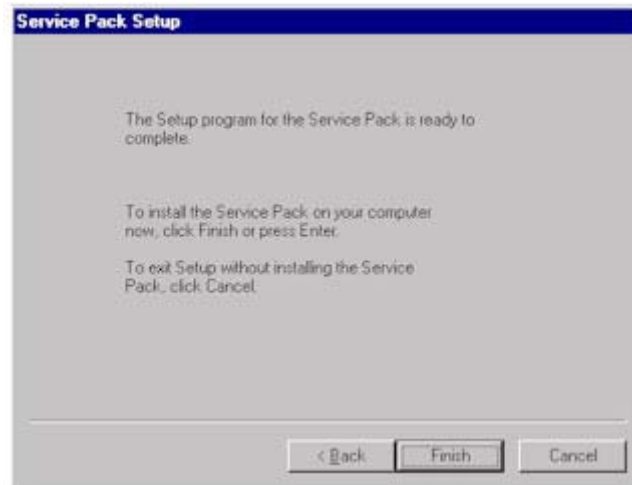 Service Pack Setup
The Setup program for the Service Pack is ready to
complete.
To install the Service Pack on your computer
now, click Finish or press Enter.
To exit Setup without installing the Service
Pack, click Cancel.
< Back
Finish
Cancel